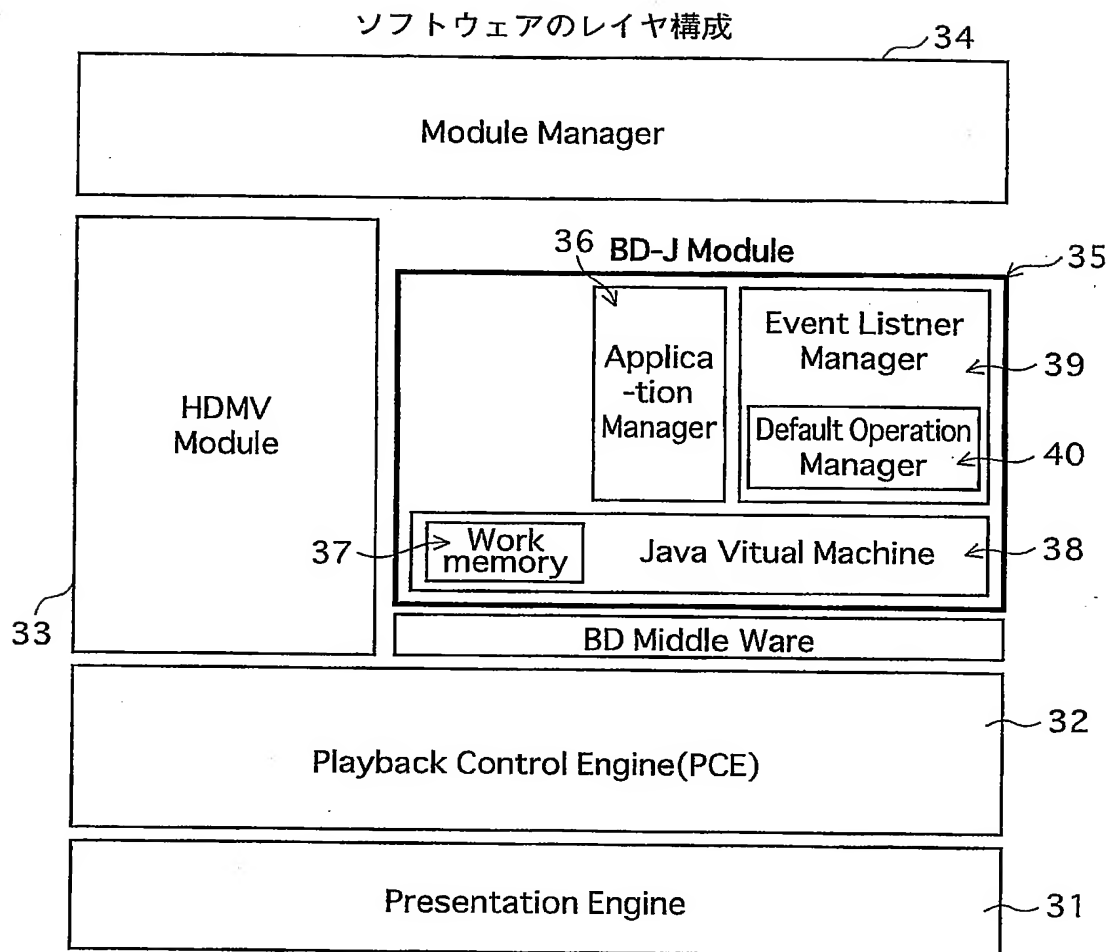 ソフトウェアのレイヤ構成
34
Module Manager
36
BD-J Module
35
HDMV
Module
Applica
-tion
Manager
Event Listner
Manager
39
Default Operation
Manager
40
37
Work
memory
Java Vitual Machine
38
33
BD Middle Ware
32
Playback Control Engine(PCE)
Presentation Engine
31